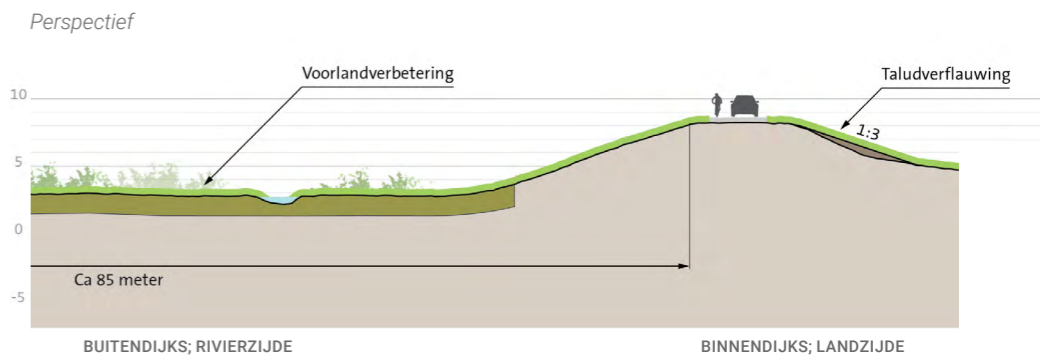 Perspectief
Voorlandverbetering
Taludverflauwing
10
1:3
5
0
Ca 85 meter
-5
BUITENDIJKS; RIVIERZIJDE
BINNENDIJKS; LANDZIJDE